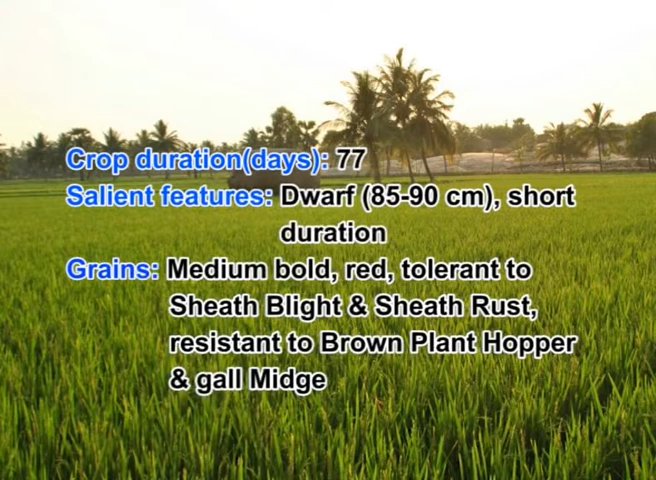 Crop duration(days): 77
Salient features: Dwarf (85-90 cm), short
duration
Grains: Medium bold, red, tolerant to
Sheath Blight & Sheath Rust,
resistant to Brown Plant Hopper
& gall Midge